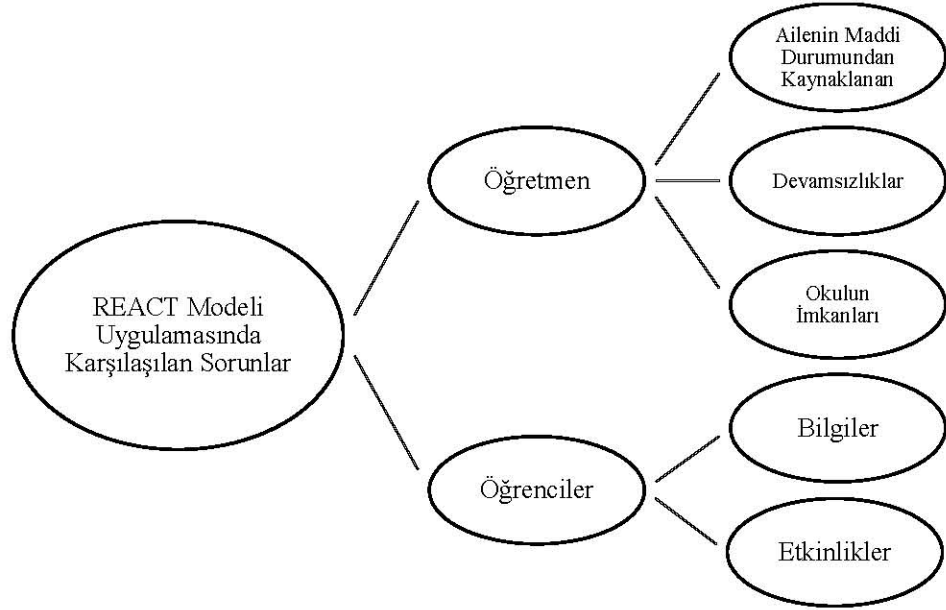 Ailenin Maddi
Durumundan
Kaynaklanan
Öğretmen
Devamsızlıklar
REACT Modeli
Uygulamasında
Karşılaşılan Sorunlar
Okulun
İmkanları
Bilgiler
Öğrenciler
Etkinlikler